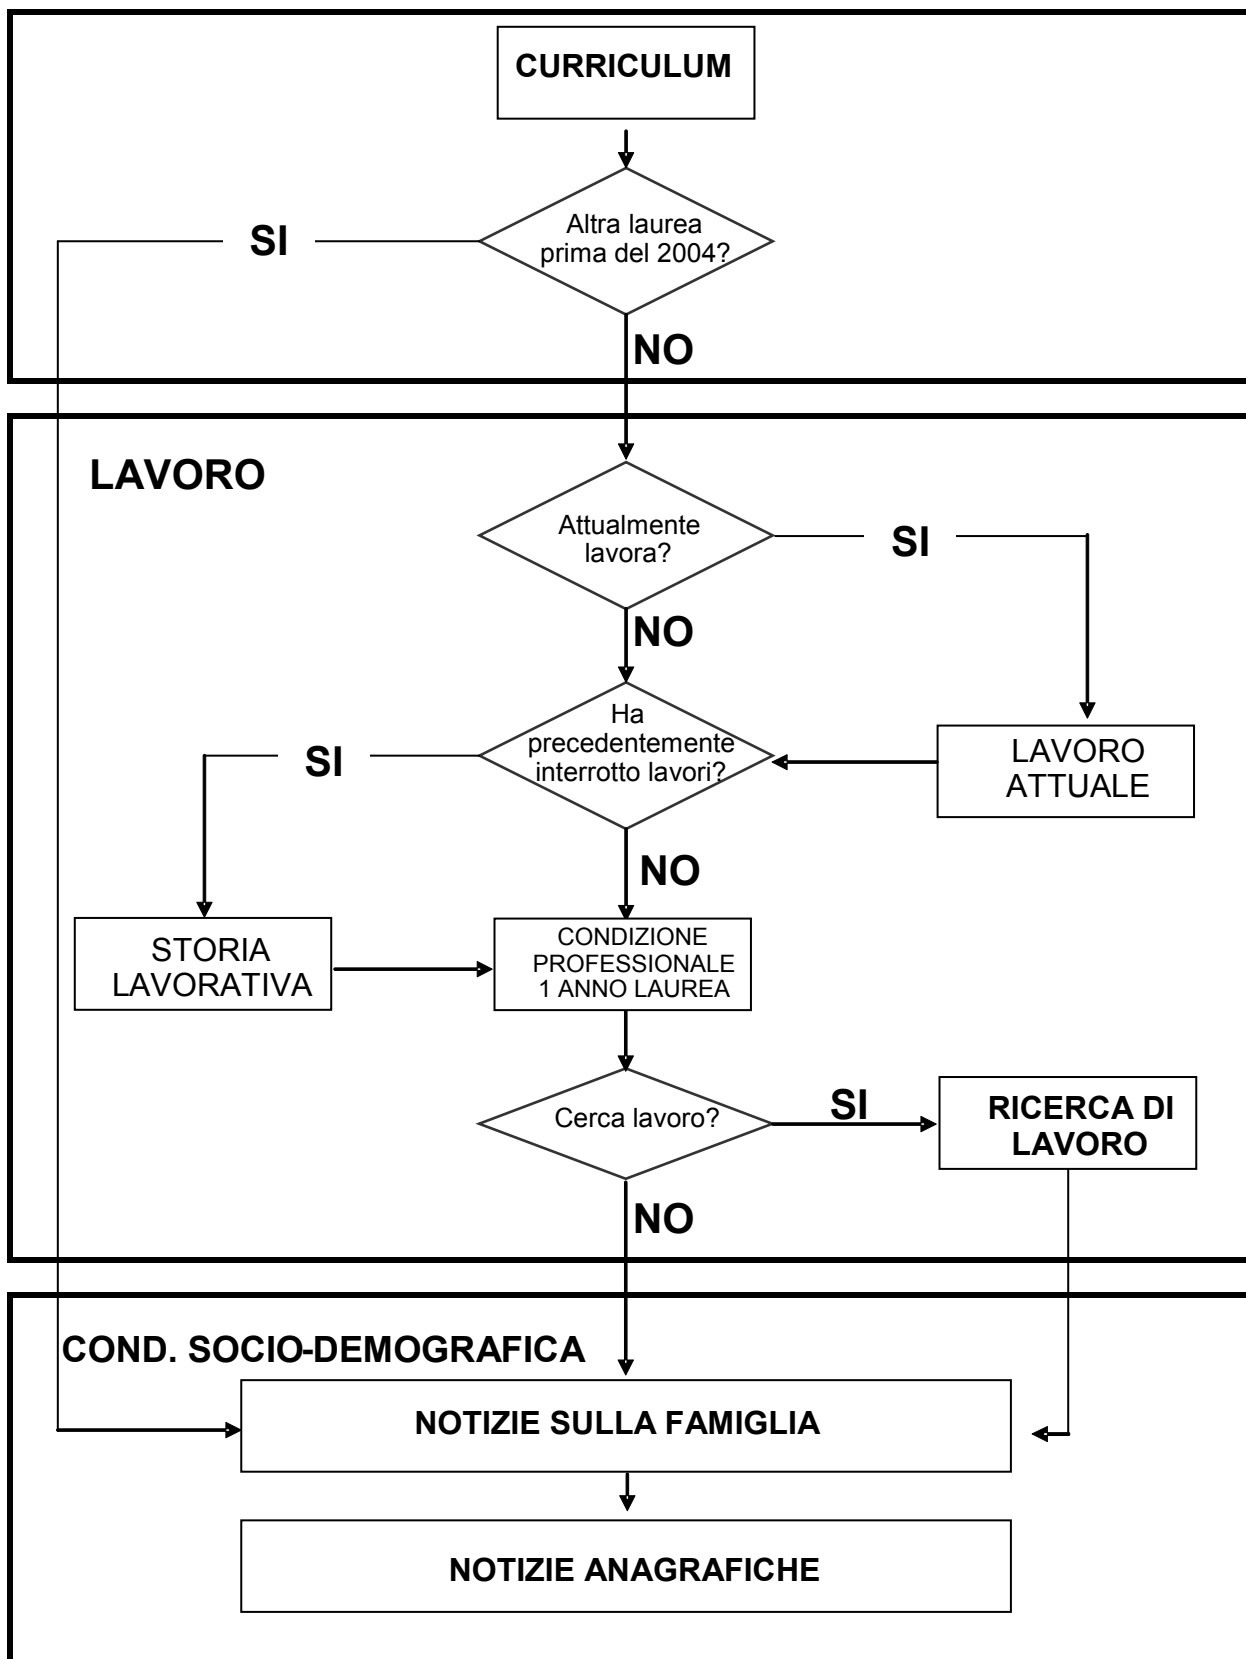 CURRICULUM
Altra laurea
prima del 2004?
SI
NO
LAVORO
Attualmente
lavora?
SI
NO
Ha
precedentemente
interrotto lavori?
SI
LAVORO
ATTUALE
NO
STORIA
LAVORATIVA
CONDIZIONE
PROFESSIONALE
1 ANNO LAUREA
Cerca lavoro?
SI
RICERCA DI
LAVORO
NO
COND. SOCIO-DEMOGRAFICA
NOTIZIE SULLA FAMIGLIA
NOTIZIE ANAGRAFICHE